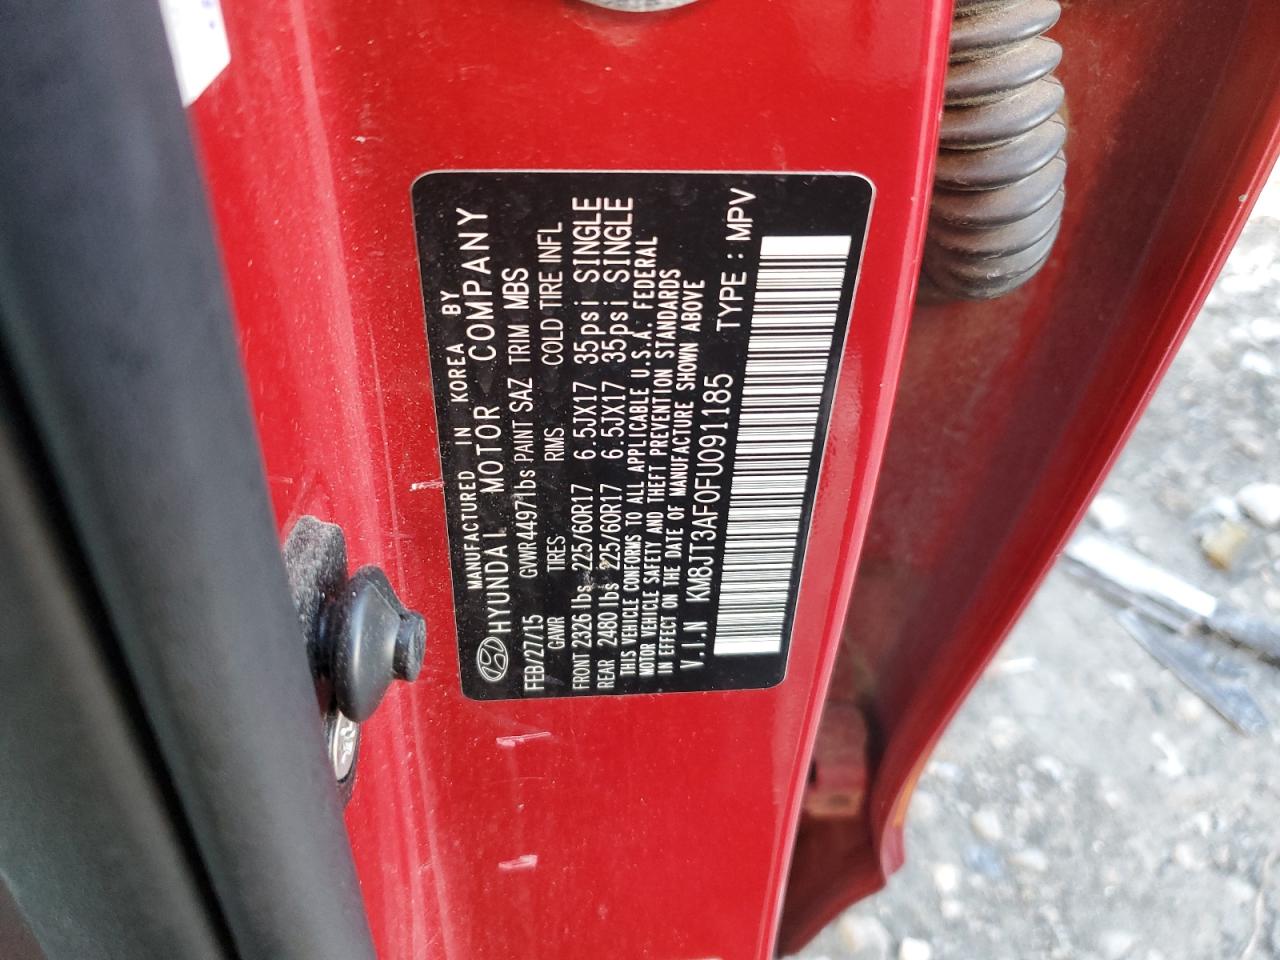 MANUFACTURED IN KOREA BY
HYUNDAI MOTOR COMPANY
FEB/27/15 GVWR 4497lbs PAINT SAZ TRIM MBS
GAWR TIRES RIMS COLD TIRE INFL
FRONT 2326 lbs 225/60R17 6.5JX17 35psi SINGLE
REAR 2480 lbs 225/60R17 6.5JX17 35psi SINGLE
THIS VEHICLE CONFORMS TO ALL APPLICABLE U.S.A. FEDERAL
MOTOR VEHICLE SAFETY AND THEFT PREVENTION STANDARDS
IN EFFECT ON THE DATE OF MANUFACTURE SHOWN ABOVE
V.I.N KM8JT3AF0FU091185 TYPE : MPV